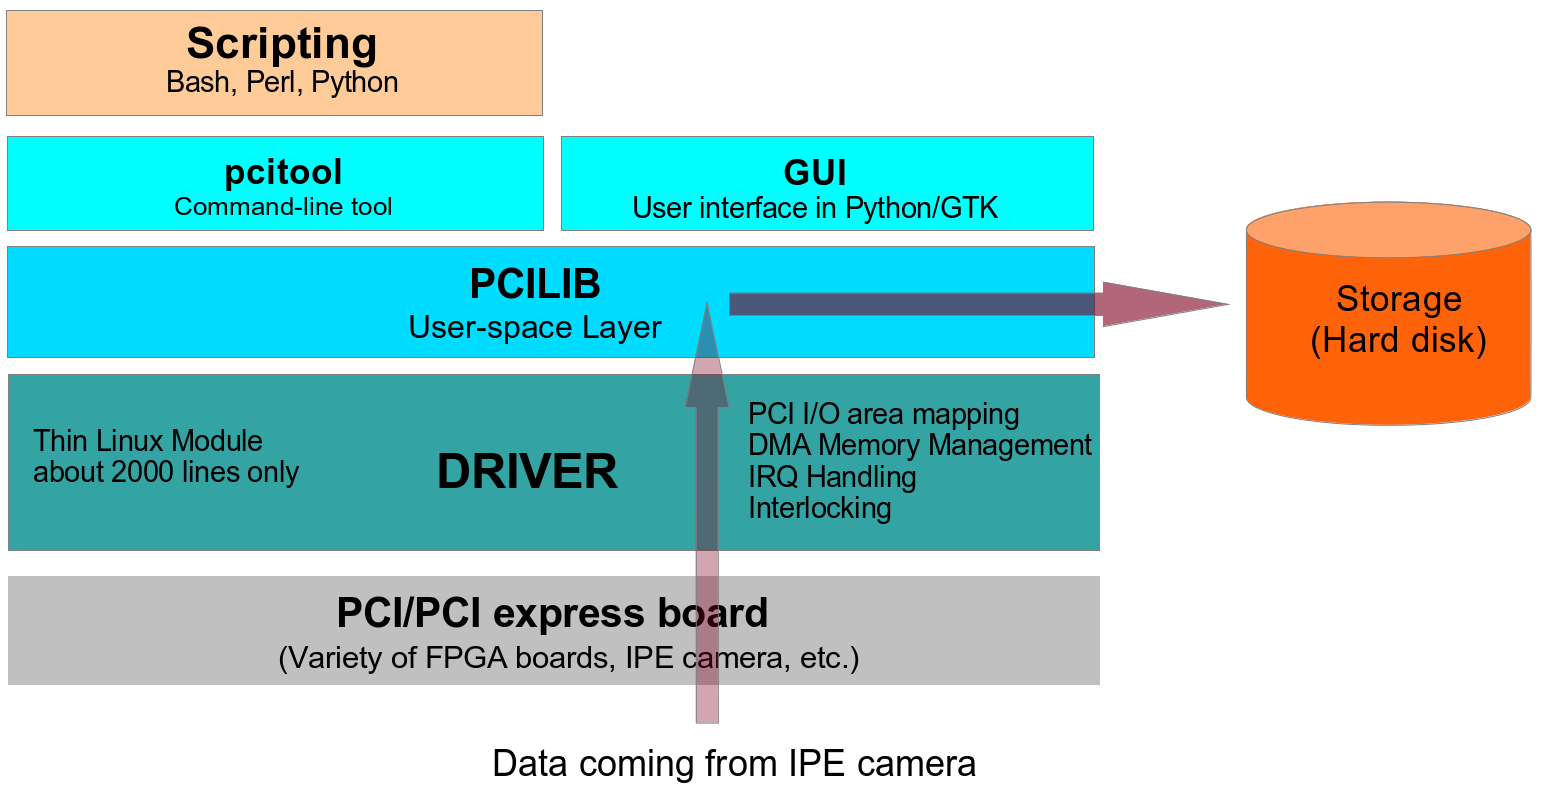 Scripting
Bash, Perl, Python
pcitool
Command-line tool
GUI
User interface in Python/GTK
PCILIB
User-space Layer
Storage
(Hard disk)
Thin Linux Module
about 2000 lines only
DRIVER
PCI I/O area mapping
DMA Memory Management
IRQ Handling
Interlocking
PCI/PCI express board
(Variety of FPGA boards, IPE camera, etc.)
Data coming from IPE camera